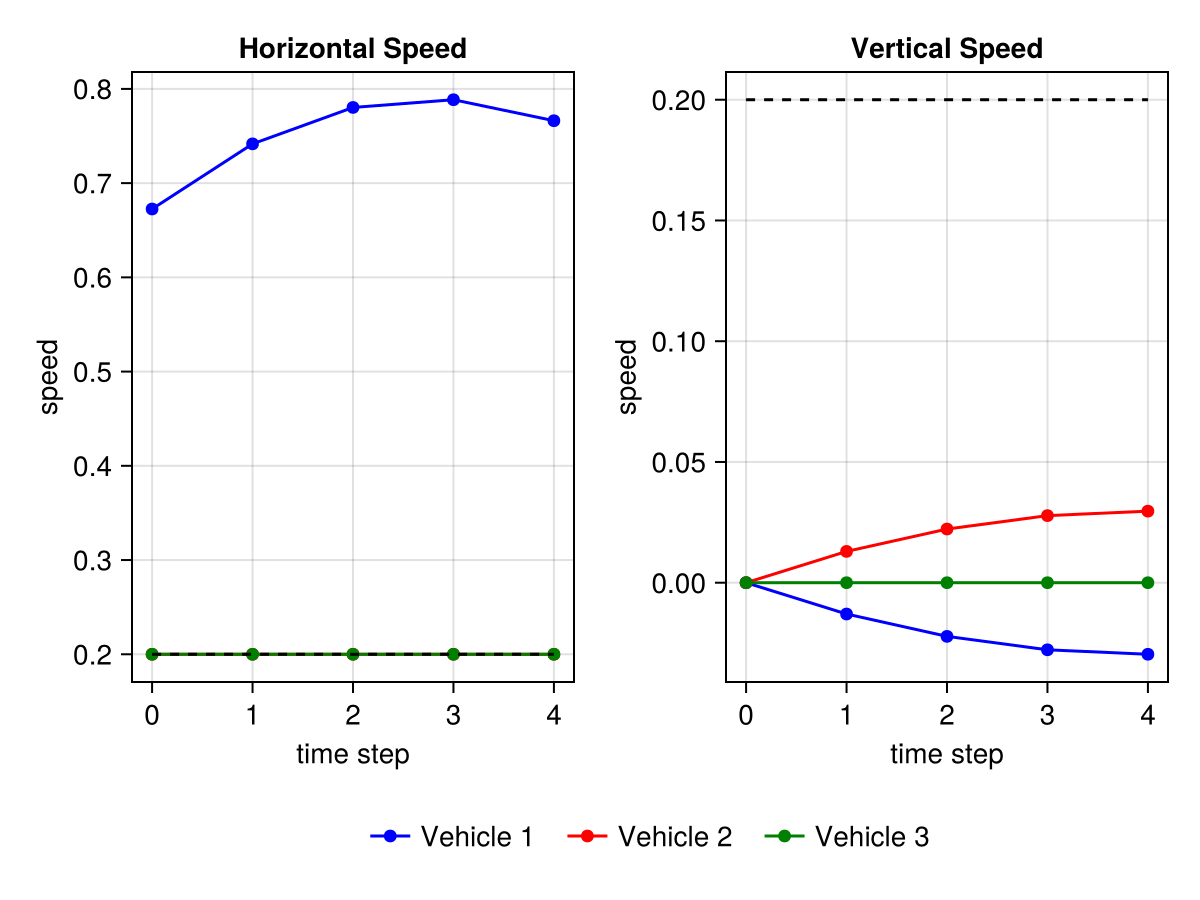 Horizontal Speed
Vertical Speed
0.8
0.7
0.6
0.5
0.4
0.3
0.2
speed
0 1 2 3 4
time step
0.20
0.15
0.10
0.05
0.00
speed
0 1 2 3 4
time step
Vehicle 1 Vehicle 2 Vehicle 3